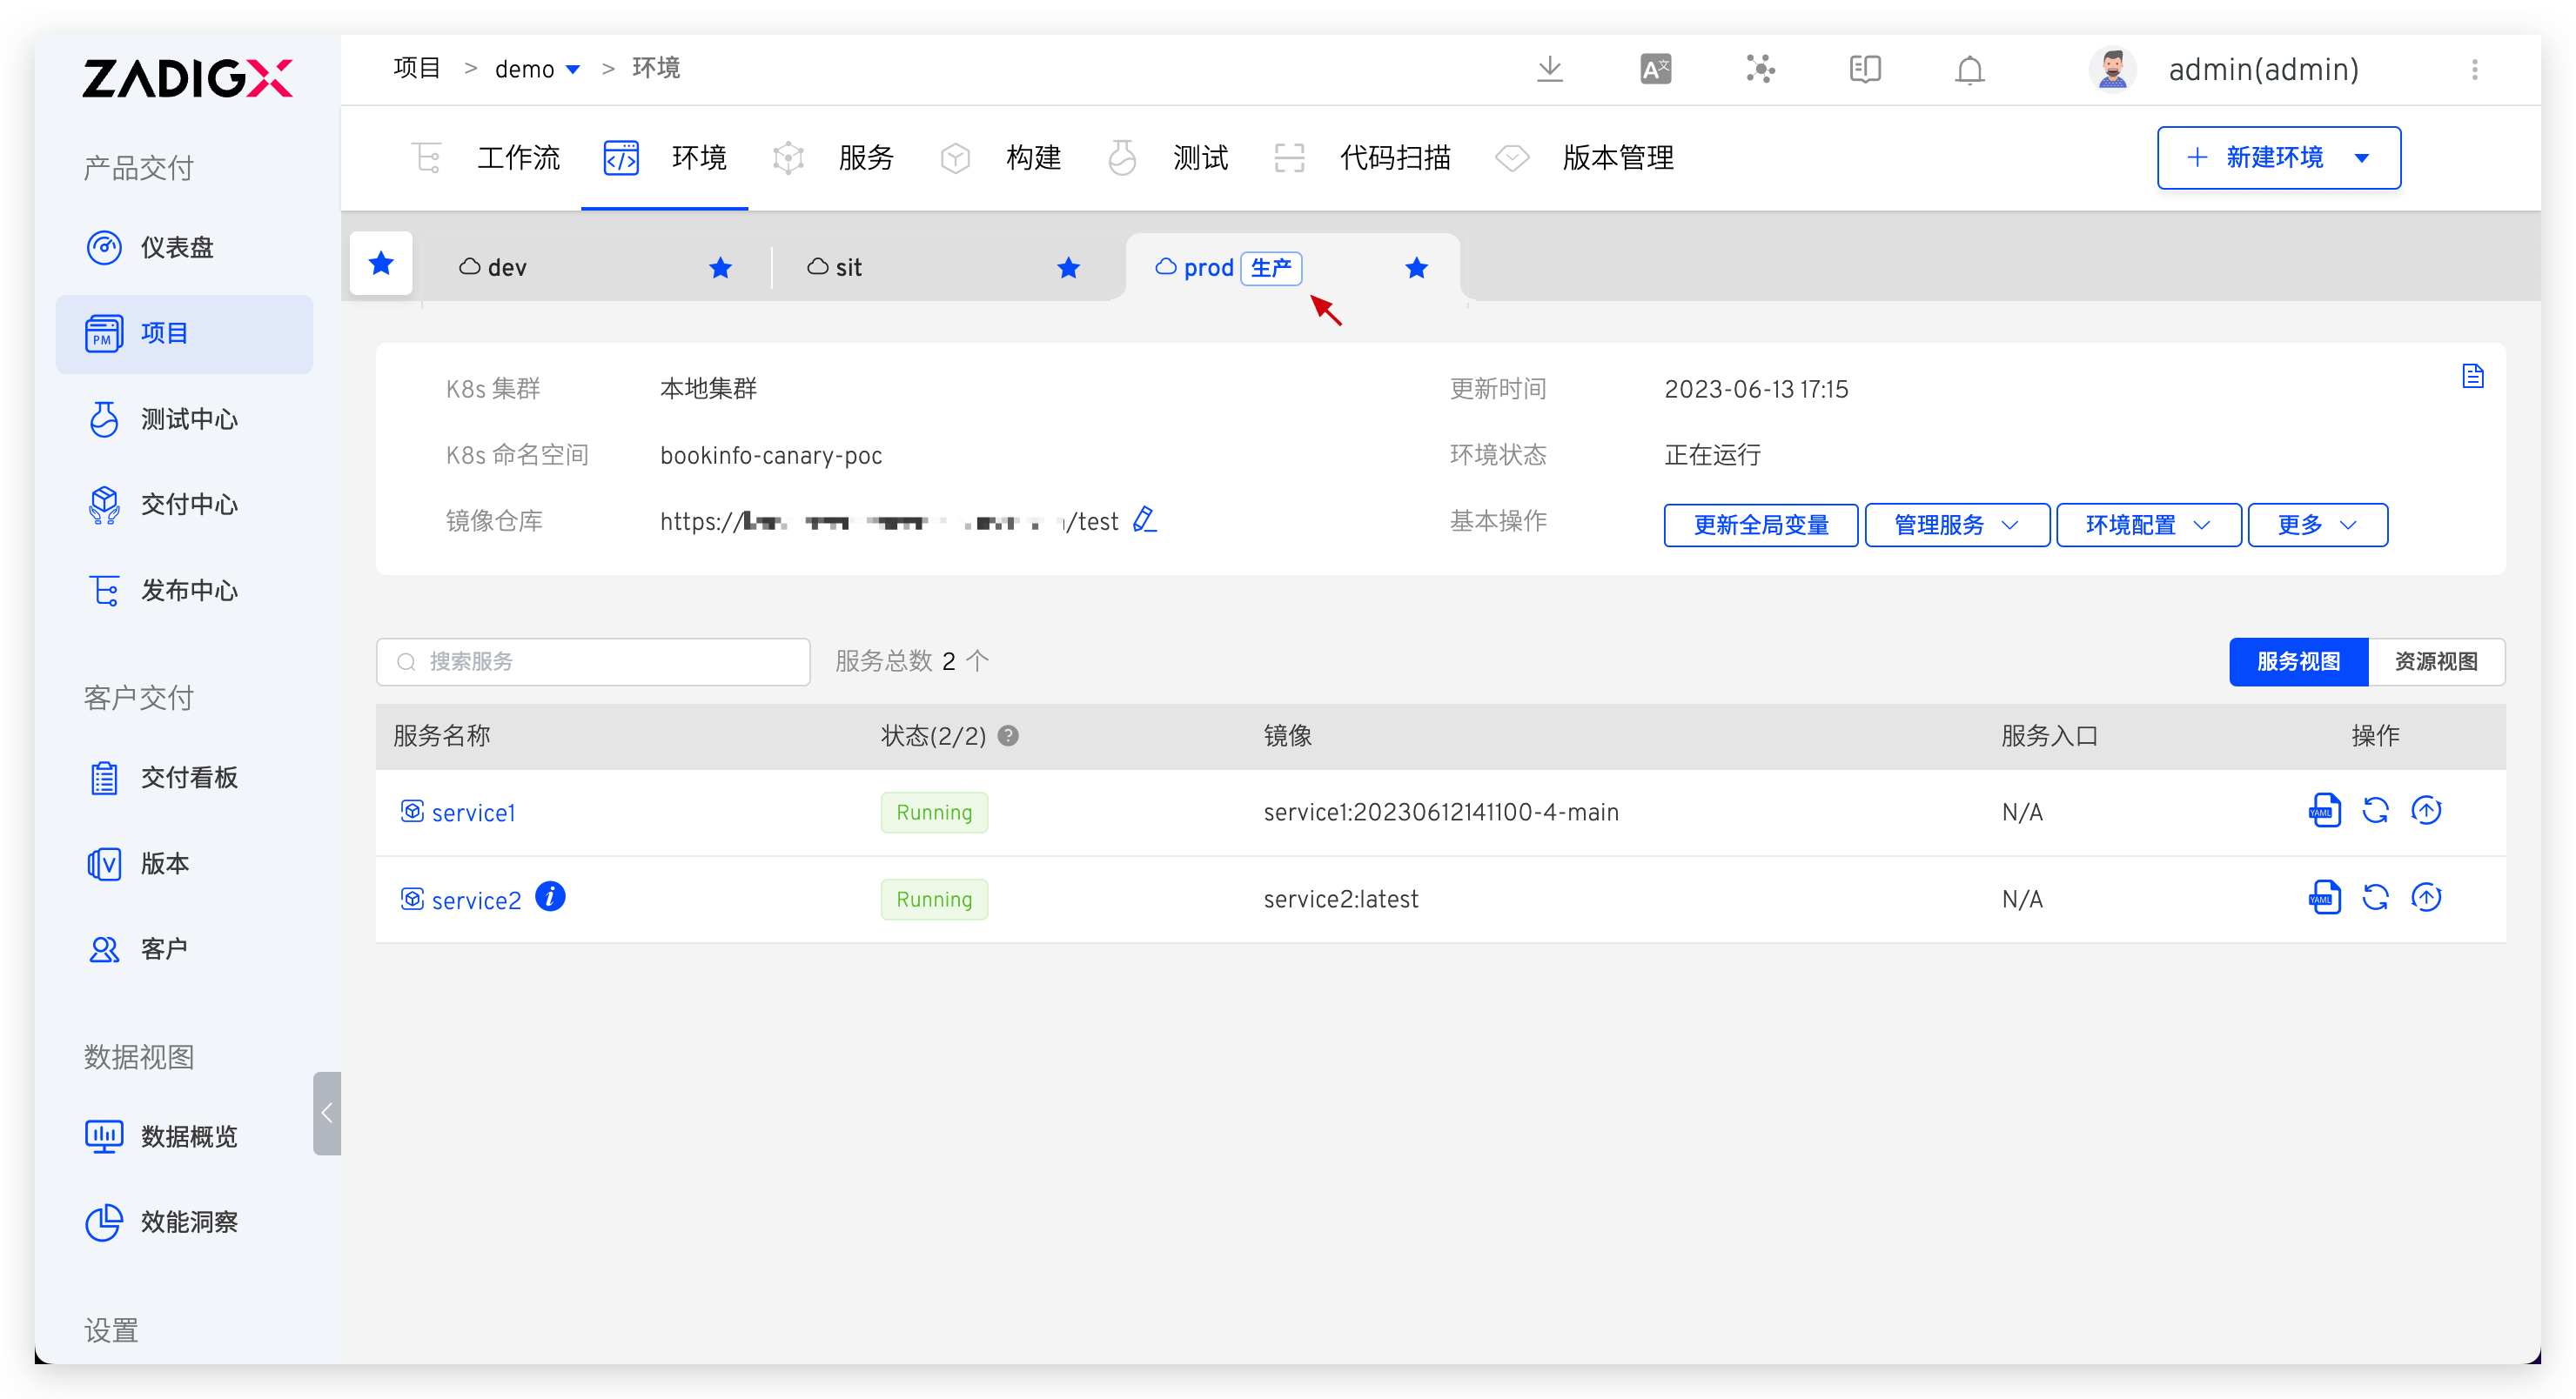 ZADIGX
项目 > demo > 环境
admin(admin)
产品交付
仪表盘
PM 项目
测试中心
交付中心
发布中心
客户交付
交付看板
版本
客户
数据视图
数据概览
效能洞察
设置
工作流 环境 服务 构建 测试 代码扫描 版本管理
+ 新建环境
dev sit prod 生产
K8s 集群 本地集群 更新时间 2023-06-13 17:15
K8s 命名空间 bookinfo-canary-poc 环境状态 正在运行
镜像仓库 https:// /test 基本操作 更新全局变量 管理服务 环境配置 更多
搜索服务 服务总数 2 个 服务视图 资源视图
服务名称 状态(2/2) ? 镜像 服务入口 操作
service1 Running service1:20230612141100-4-main N/A YAML
service2 i Running service2:latest N/A YAML